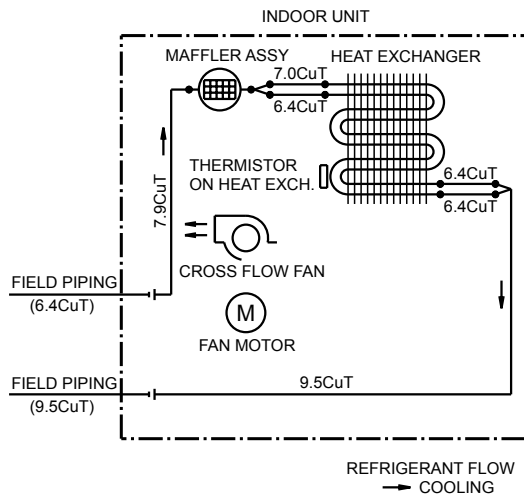 INDOOR UNIT
MAFFLER ASSY
HEAT EXCHANGER
7.0CuT
6.4CuT
THERMISTOR
ON HEAT EXCH.
6.4CuT
6.4CuT
7.9CuT
CROSS FLOW FAN
FIELD PIPING
(6.4CuT)
M
FAN MOTOR
FIELD PIPING
(9.5CuT)
9.5CuT
REFRIGERANT FLOW
COOLING